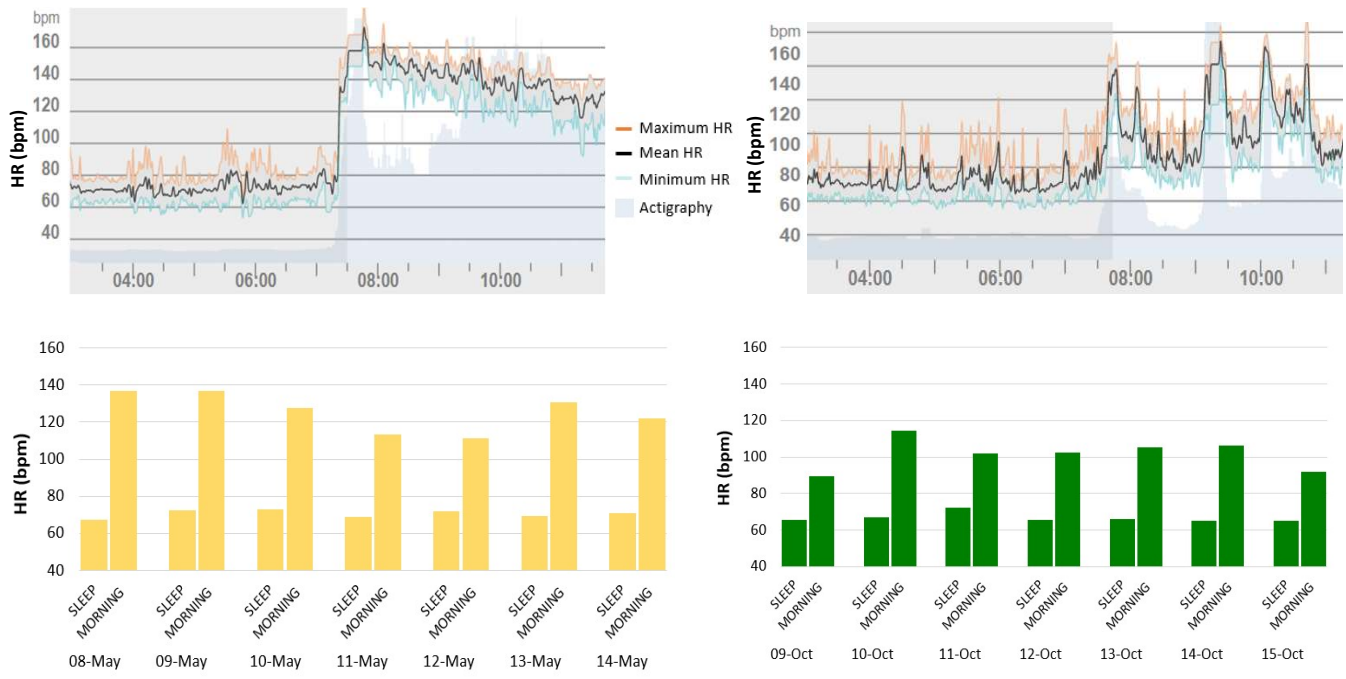 bpm
160
140
120
100
80
60
40
HR (bpm)
04:00 06:00 08:00 10:00
Maximum HR
Mean HR
Minimum HR
Actigraphy
bpm
160
140
120
100
80
60
40
HR (bpm)
04:00 06:00 08:00 10:00
160
140
120
100
80
60
40
HR (bpm)
SLEEP MORNING SLEEP MORNING SLEEP MORNING SLEEP MORNING SLEEP MORNING SLEEP MORNING SLEEP MORNING
08-May 09-May 10-May 11-May 12-May 13-May 14-May
160
140
120
100
80
60
40
HR (bpm)
SLEEP MORNING SLEEP MORNING SLEEP MORNING SLEEP MORNING SLEEP MORNING SLEEP MORNING SLEEP MORNING
09-Oct 10-Oct 11-Oct 12-Oct 13-Oct 14-Oct 15-Oct